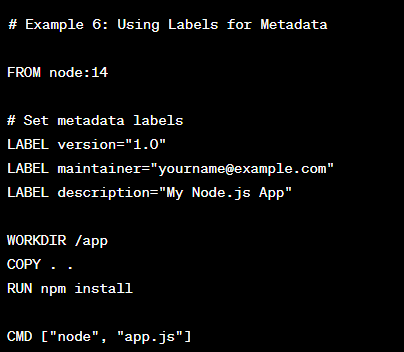 # Example 6: Using Labels for Metadata
FROM node:14
# Set metadata labels
LABEL version="1.0"
LABEL maintainer="yourname@example.com"
LABEL description="My Node.js App"
WORKDIR /app
COPY . .
RUN npm install
CMD ["node", "app.js"]